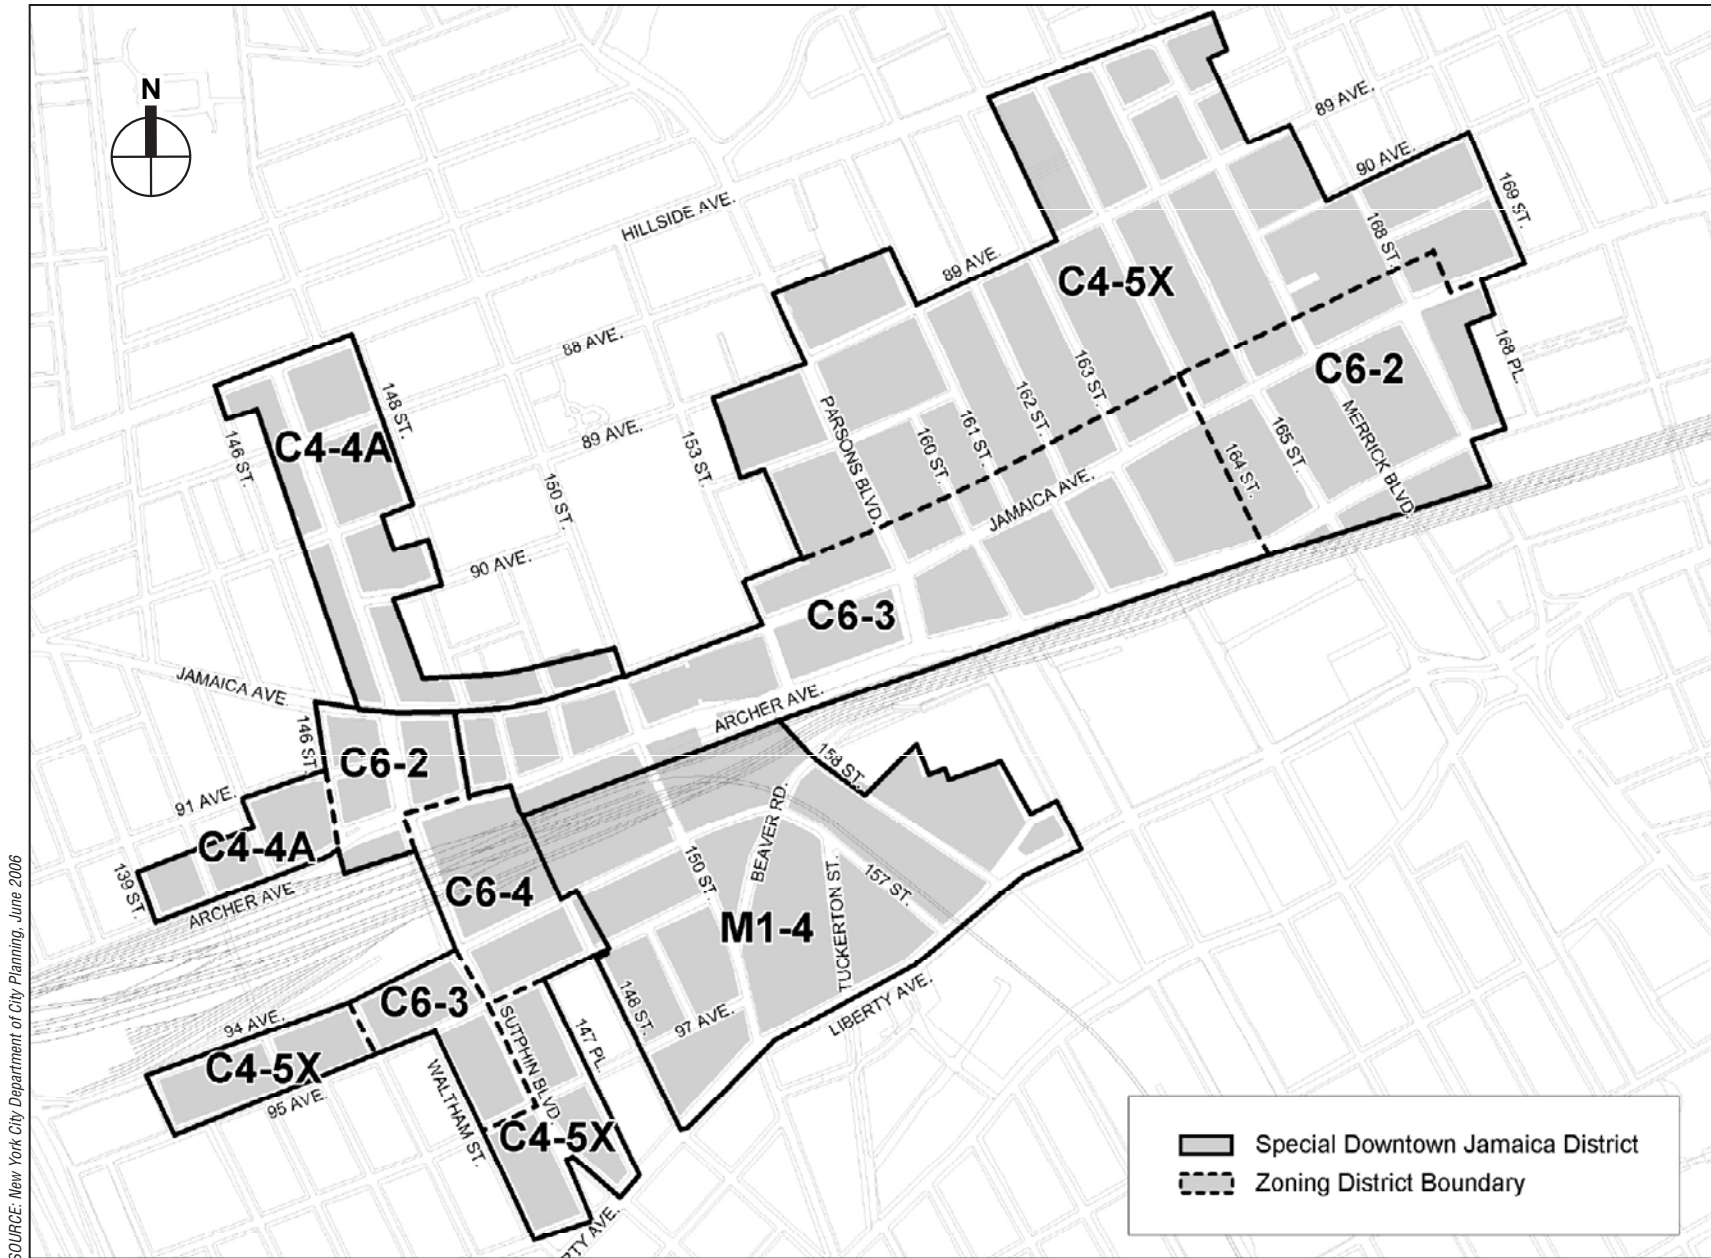 N
89 AVE.
90 AVE.
169 ST.
HILLSIDE AVE.
168 ST.
89 AVE.
C4-5X
88 AVE.
168 PL.
C6-2
163 ST.
148 ST.
162 ST.
PARSONS BLVD.
MERRICK BLVD.
161 ST.
165 ST.
C4-4A
146 ST.
89 AVE.
153 ST.
160 ST.
164 ST.
150 ST.
JAMAICA AVE.
90 AVE.
C6-3
JAMAICA AVE.
ARCHER AVE.
146 ST.
C6-2
158 ST.
91 AVE.
BEAVER RD.
C4-4A
139 ST.
150 ST.
157 ST.
C6-4
ARCHER AVE.
TUCKERTON ST.
M1-4
C6-3
148 ST.
LIBERTY AVE.
94 AVE.
97 AVE.
SUTPHIN BLVD.
147 PL.
C4-5X
95 AVE.
WALTHAM ST.
C4-5X
RTY AVE.
Special Downtown Jamaica District
Zoning District Boundary
SOURCE: New York City Department of City Planning, June 2006